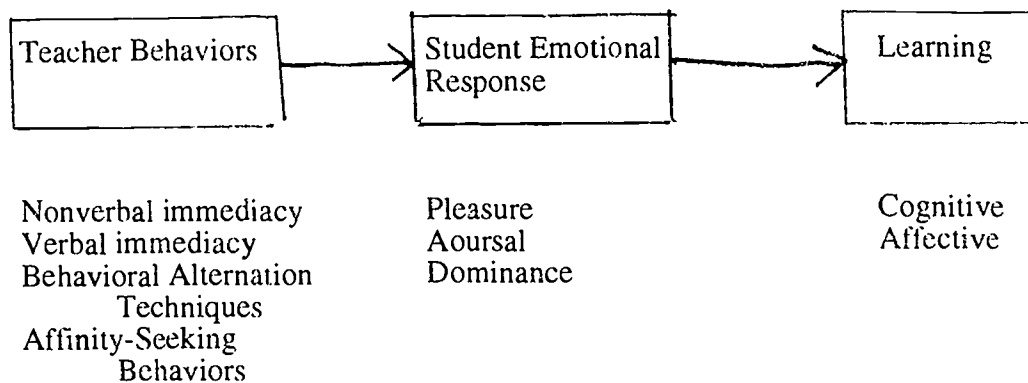 Teacher Behaviors
Student Emotional
Response
Learning
Nonverbal immediacy
Verbal immediacy
Behavioral Alternation
Techniques
Affinity-Seeking
Behaviors
Pleasure
Aoursal
Dominance
Cognitive
Affective